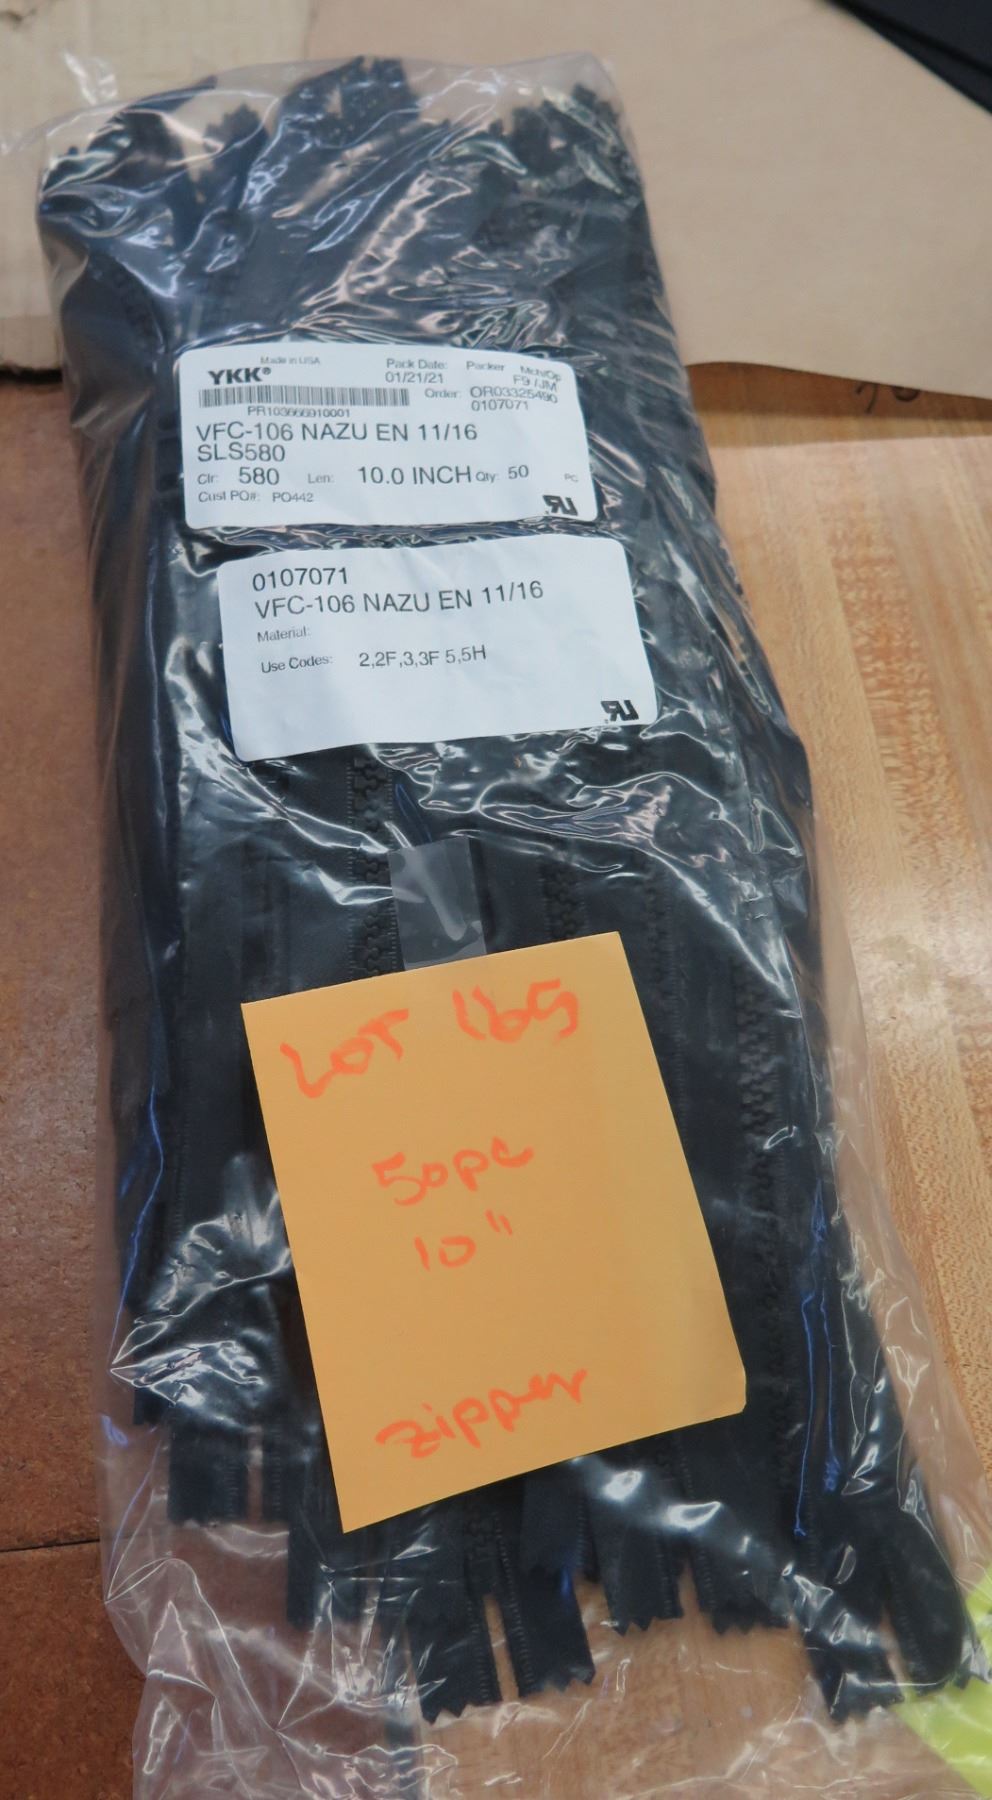 Made in USA
YKK® Pack Date: Packer Mch/Op
01/21/21 F9 /JM
Order: OR03325490
PR103666910001 0107071
VFC-106 NAZU EN 11/16
SLS580
Clr: 580 Len: 10.0 INCH Qty: 50 PC
Cust PO#: PO442
0107071
VFC-106 NAZU EN 11/16
Material:
Use Codes: 2,2F,3,3F 5,5H
LOT 165
50pc
10"
zipper